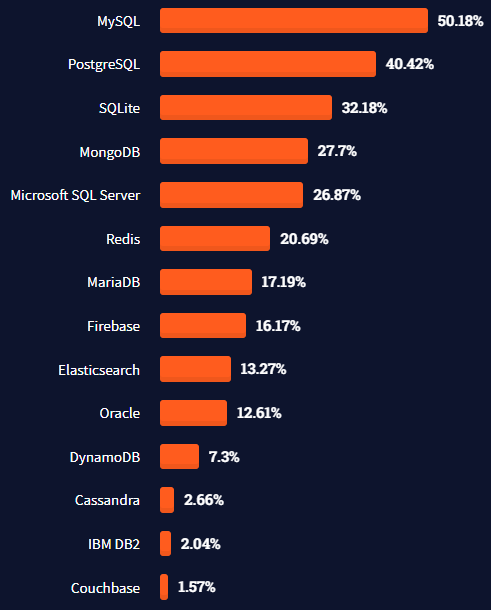 MySQL 50.18%
PostgreSQL 40.42%
SQLite 32.18%
MongoDB 27.7%
Microsoft SQL Server 26.87%
Redis 20.69%
MariaDB 17.19%
Firebase 16.17%
Elasticsearch 13.27%
Oracle 12.61%
DynamoDB 7.3%
Cassandra 2.66%
IBM DB2 2.04%
Couchbase 1.57%